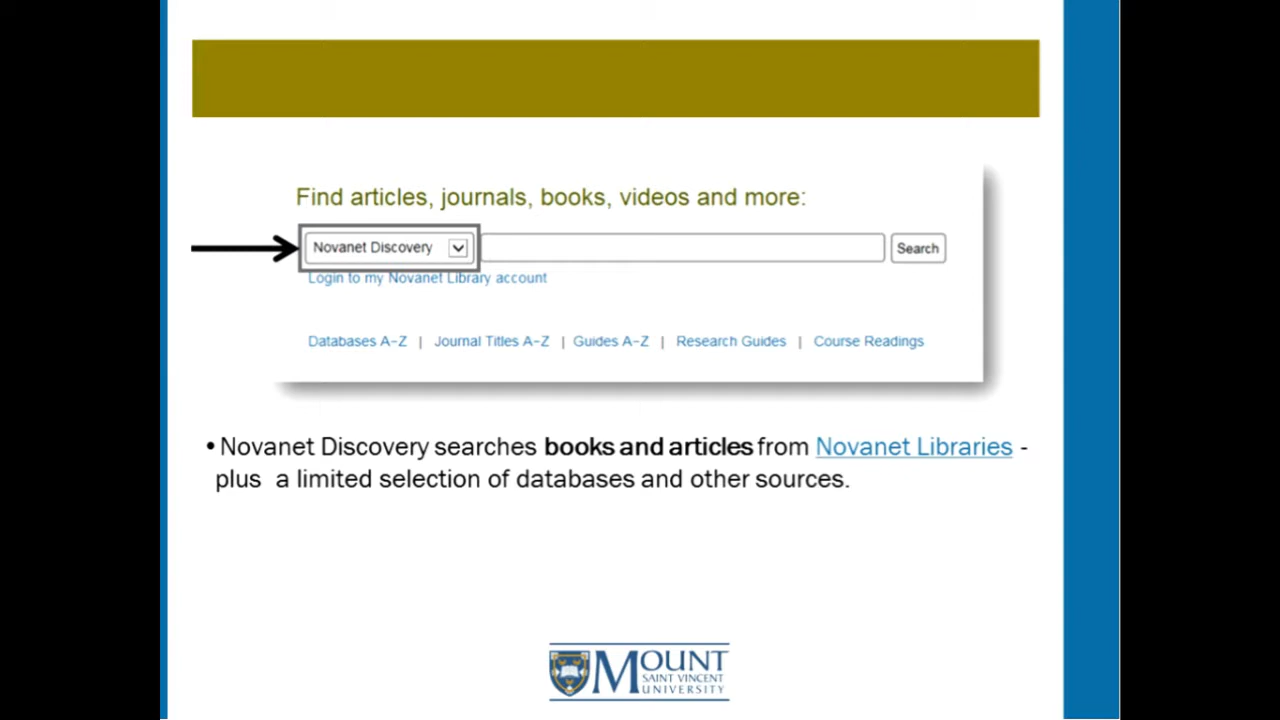 Find articles, journals, books, videos and more:
Novanet Discovery Search
Login to my Novanet Library account
Databases A-Z | Journal Titles A-Z | Guides A-Z | Research Guides | Course Readings
• Novanet Discovery searches books and articles from Novanet Libraries -
plus a limited selection of databases and other sources.
MOUNT
SAINT VINCENT
UNIVERSITY